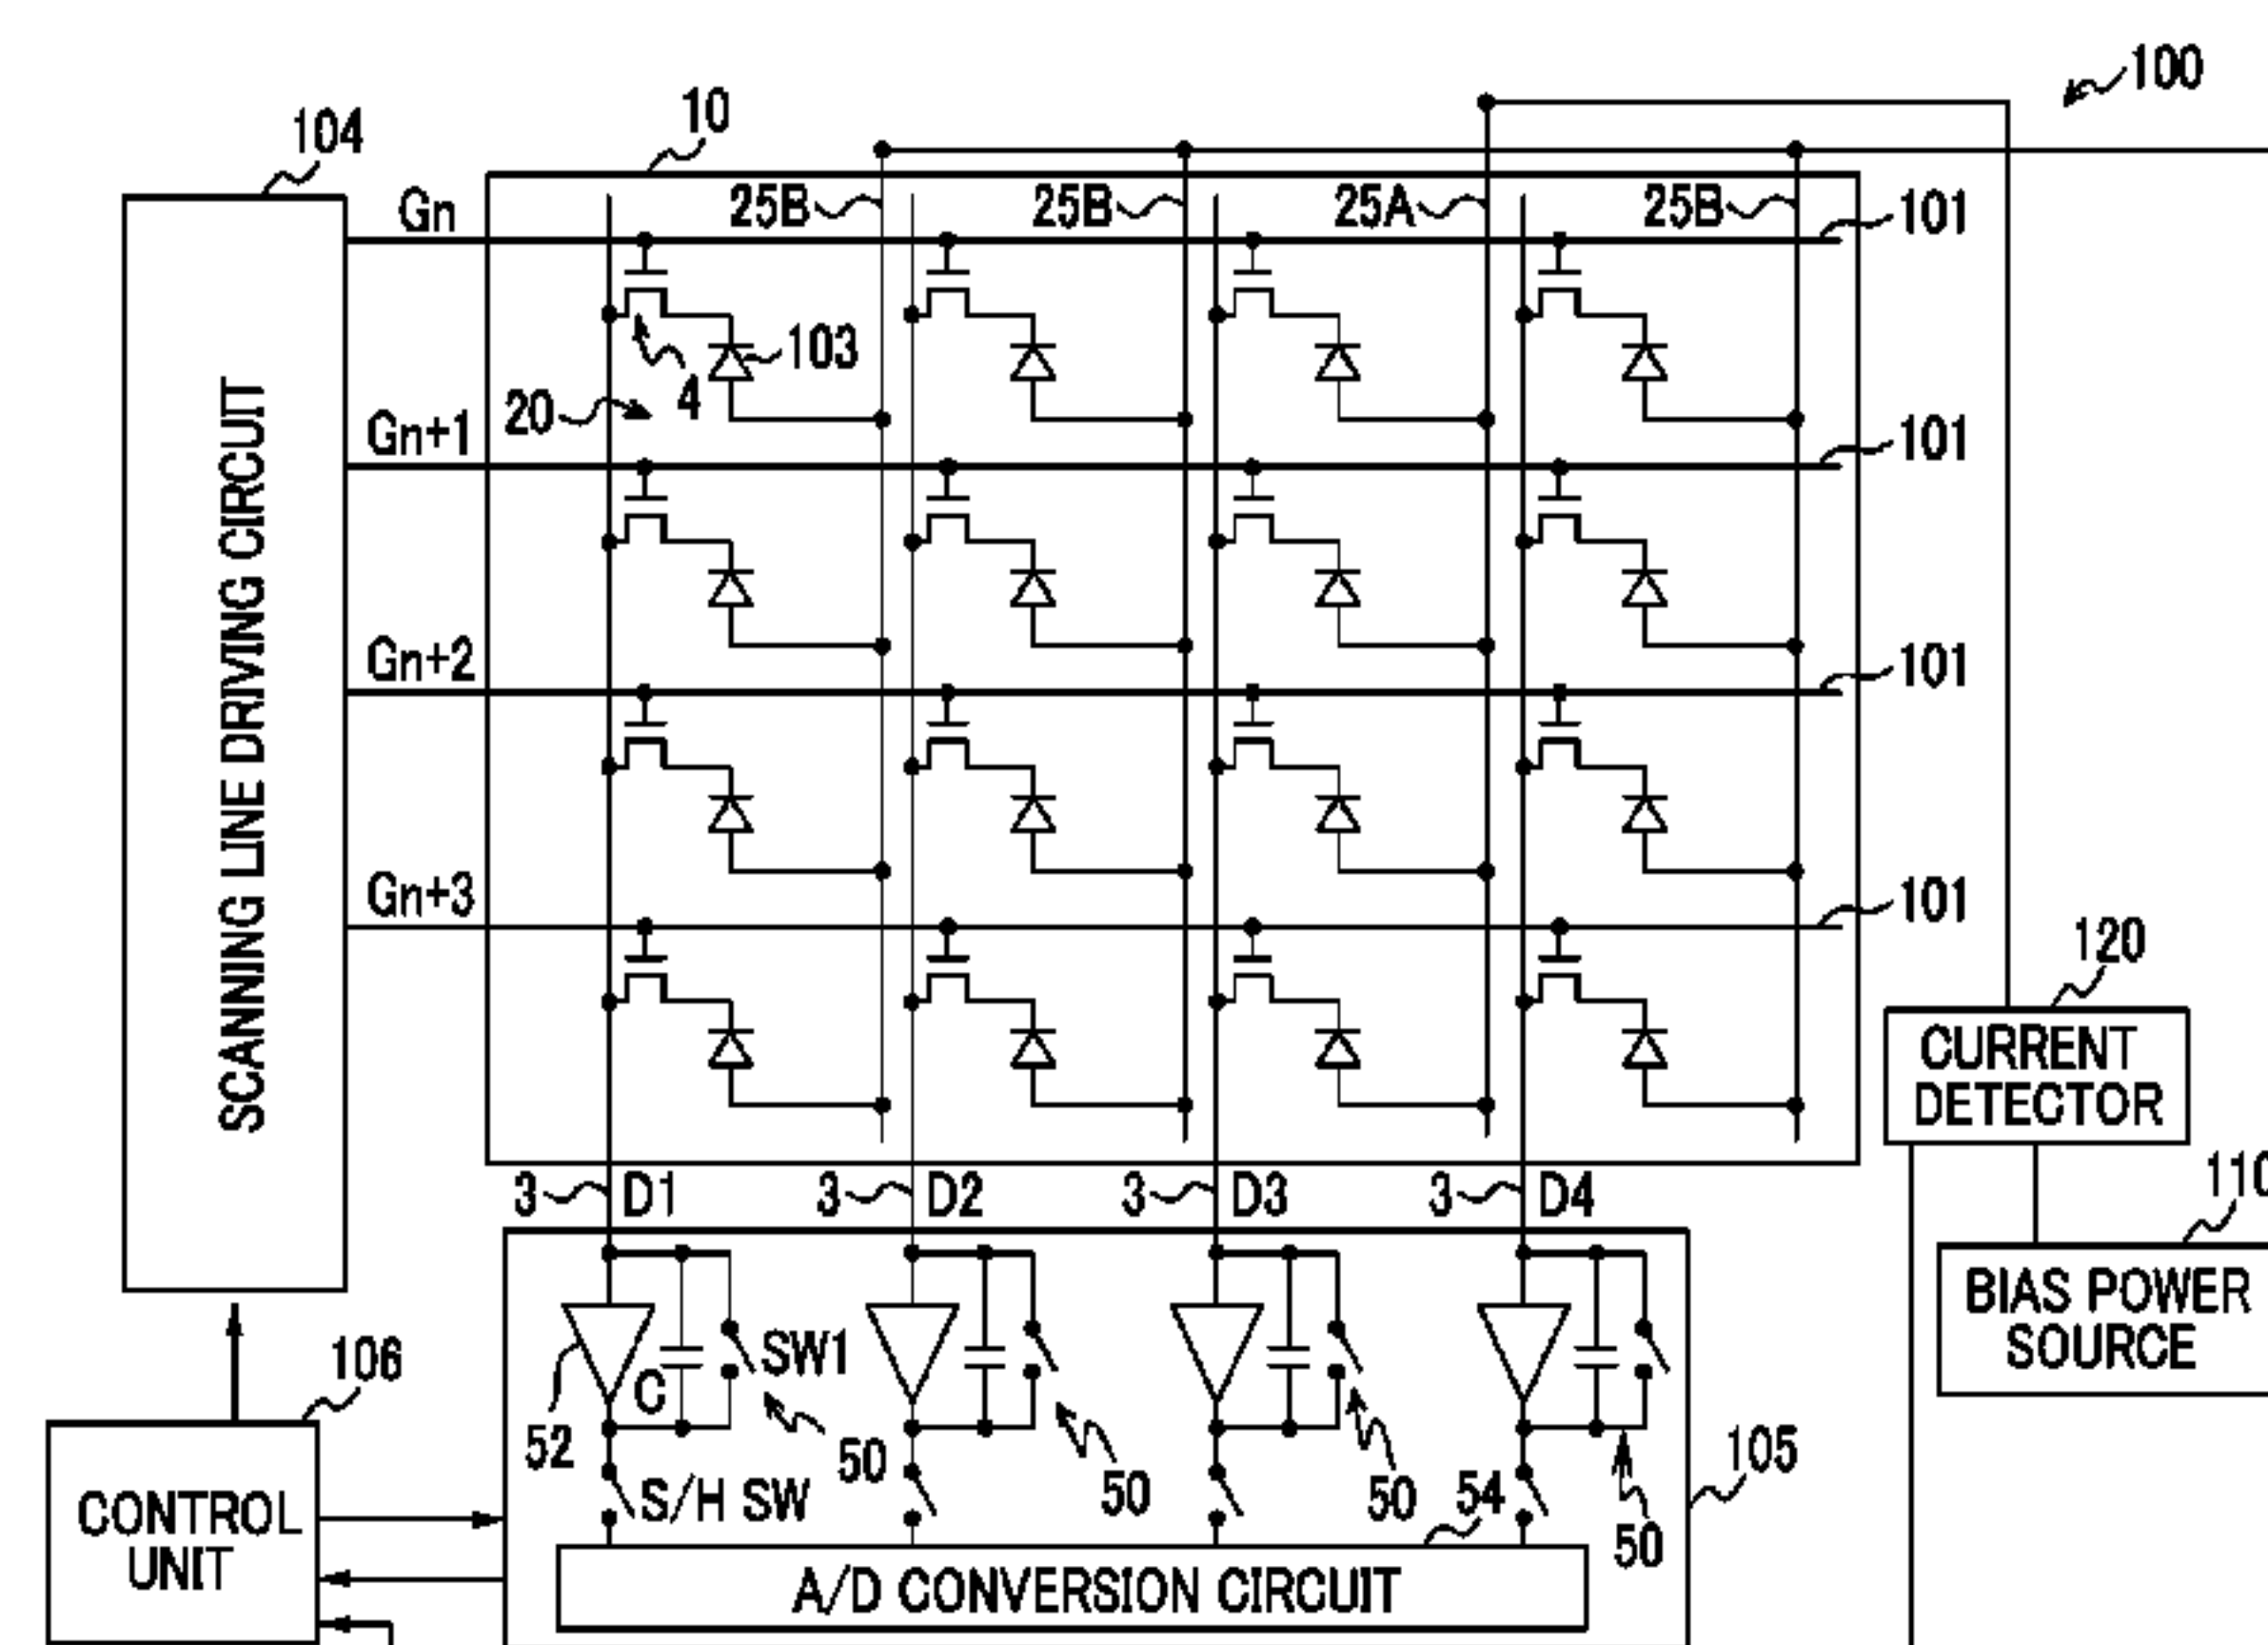 100
10
104
Gn
25B
25B
25A
25B
101
103
4
20
Gn+1
101
Gn+2
101
Gn+3
101
120
CURRENT
DETECTOR
SCANNING LINE DRIVING CIRCUIT
3
D1
3
D2
3
D3
3
D4
110
BIAS POWER
SOURCE
106
SW1
C
52
50
50
50
54
50
105
S/H SW
CONTROL
UNIT
A/D CONVERSION CIRCUIT